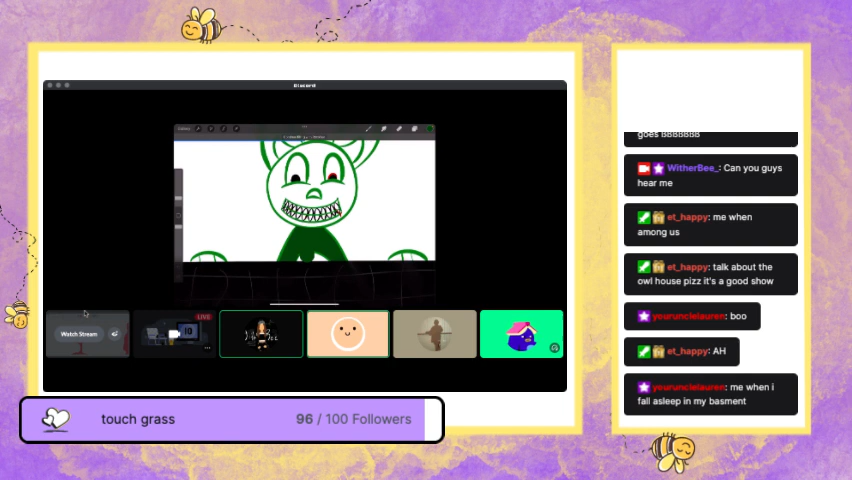 Discord
Gallery
Watch Stream
LIVE
touch grass
96 / 100 Followers
goes 88888888
WitherBee_: Can you guys
hear me
et_happy: me when
among us
et_happy: talk about the
owl house pizz it's a good show
youruncielauren: boo
et_happy: AH
youruncielauren: me when i
fall asleep in my basment